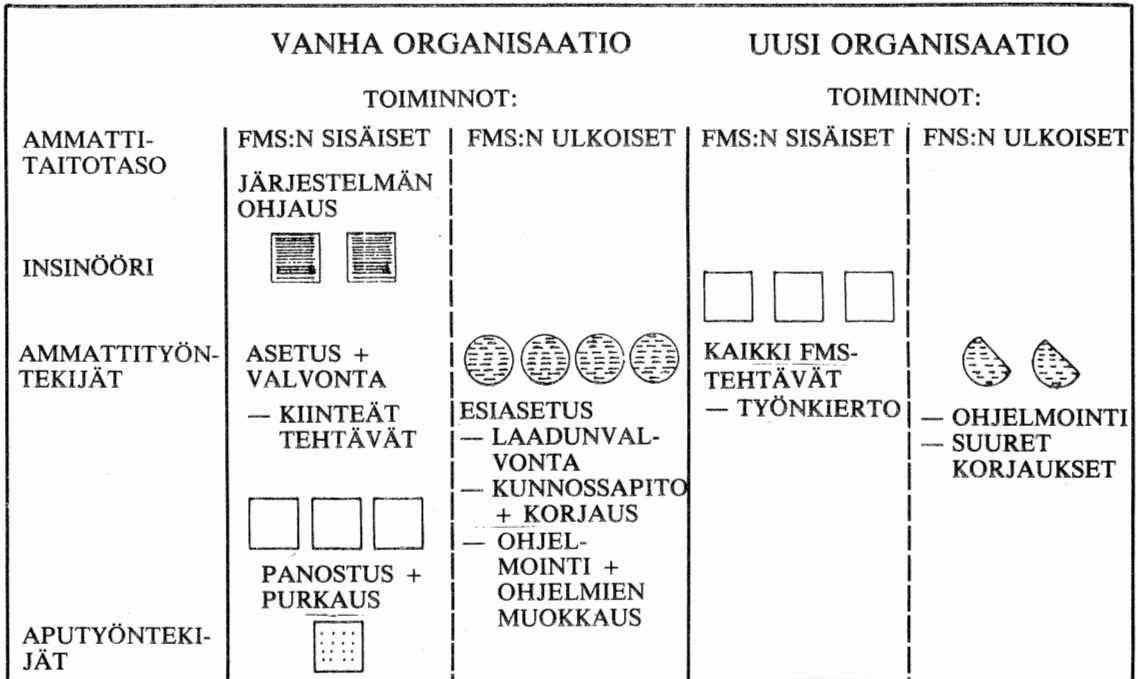 VANHA ORGANISAATIO
UUSI ORGANISAATIO
TOIMINNOT:
TOIMINNOT:
AMMATTI-
TAITOTASO
FMS:N SISÄISET
FMS:N ULKOISET
FMS:N SISÄISET
FNS:N ULKOISET
JÄRJESTELMÄN
OHJAUS
INSINÖÖRI
AMMATTITYÖN-
TEKIJÄT
ASETUS +
VALVONTA
— KIINTEÄT
TEHTÄVÄT
ESIASETUS
— LAADUNVAL-
VONTA
— KUNNOSSAPITO
+ KORJAUS
— OHJEL-
MOINTI +
OHJELMIEN
MUOKKAUS
KAIKKI FMS-
TEHTÄVÄT
— TYÖNKIERTO
— OHJELMOINTI
— SUURET
KORJAUKSET
PANOSTUS +
PURKAUS
APUTYÖNTEKI-
JÄT